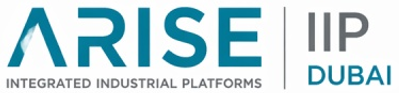 ARISE
INTEGRATED INDUSTRIAL PLATFORMS
IIP
DUBAI